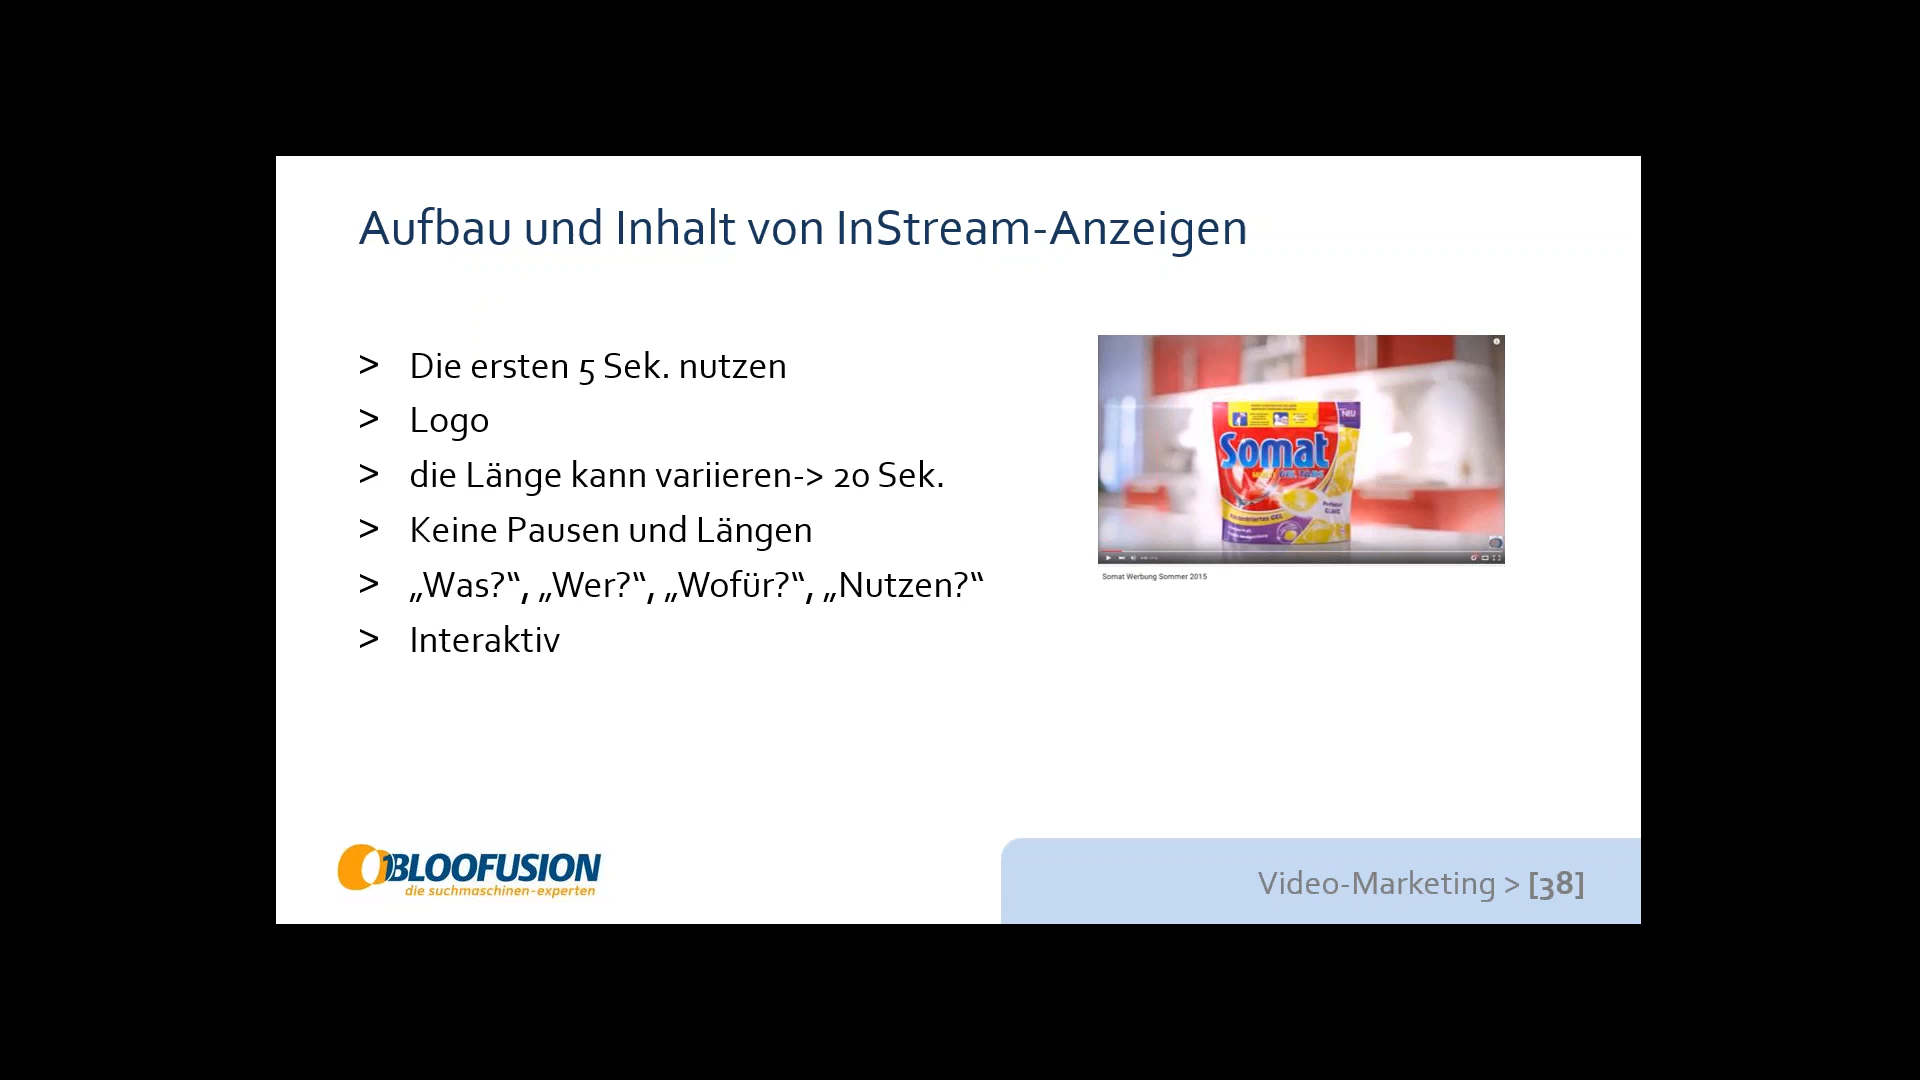 Aufbau und Inhalt von InStream-Anzeigen
> Die ersten 5 Sek. nutzen
> Logo
> die Länge kann variieren-> 20 Sek.
> Keine Pausen und Längen
> „Was?“, „Wer?“, „Wofür?“, „Nutzen?“
> Interaktiv
NEU
Somat
Somat Werbung Sommer 2015
BLOOFUSION
die suchmaschinen-experten
Video-Marketing > [38]